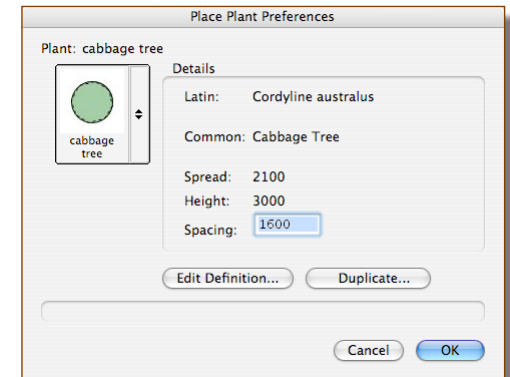 Place Plant Preferences
Plant: cabbage tree
cabbage
tree
Details
Latin: Cordyline australus
Common: Cabbage Tree
Spread: 2100
Height: 3000
Spacing: 1600
Edit Definition...
Duplicate...
Cancel
OK